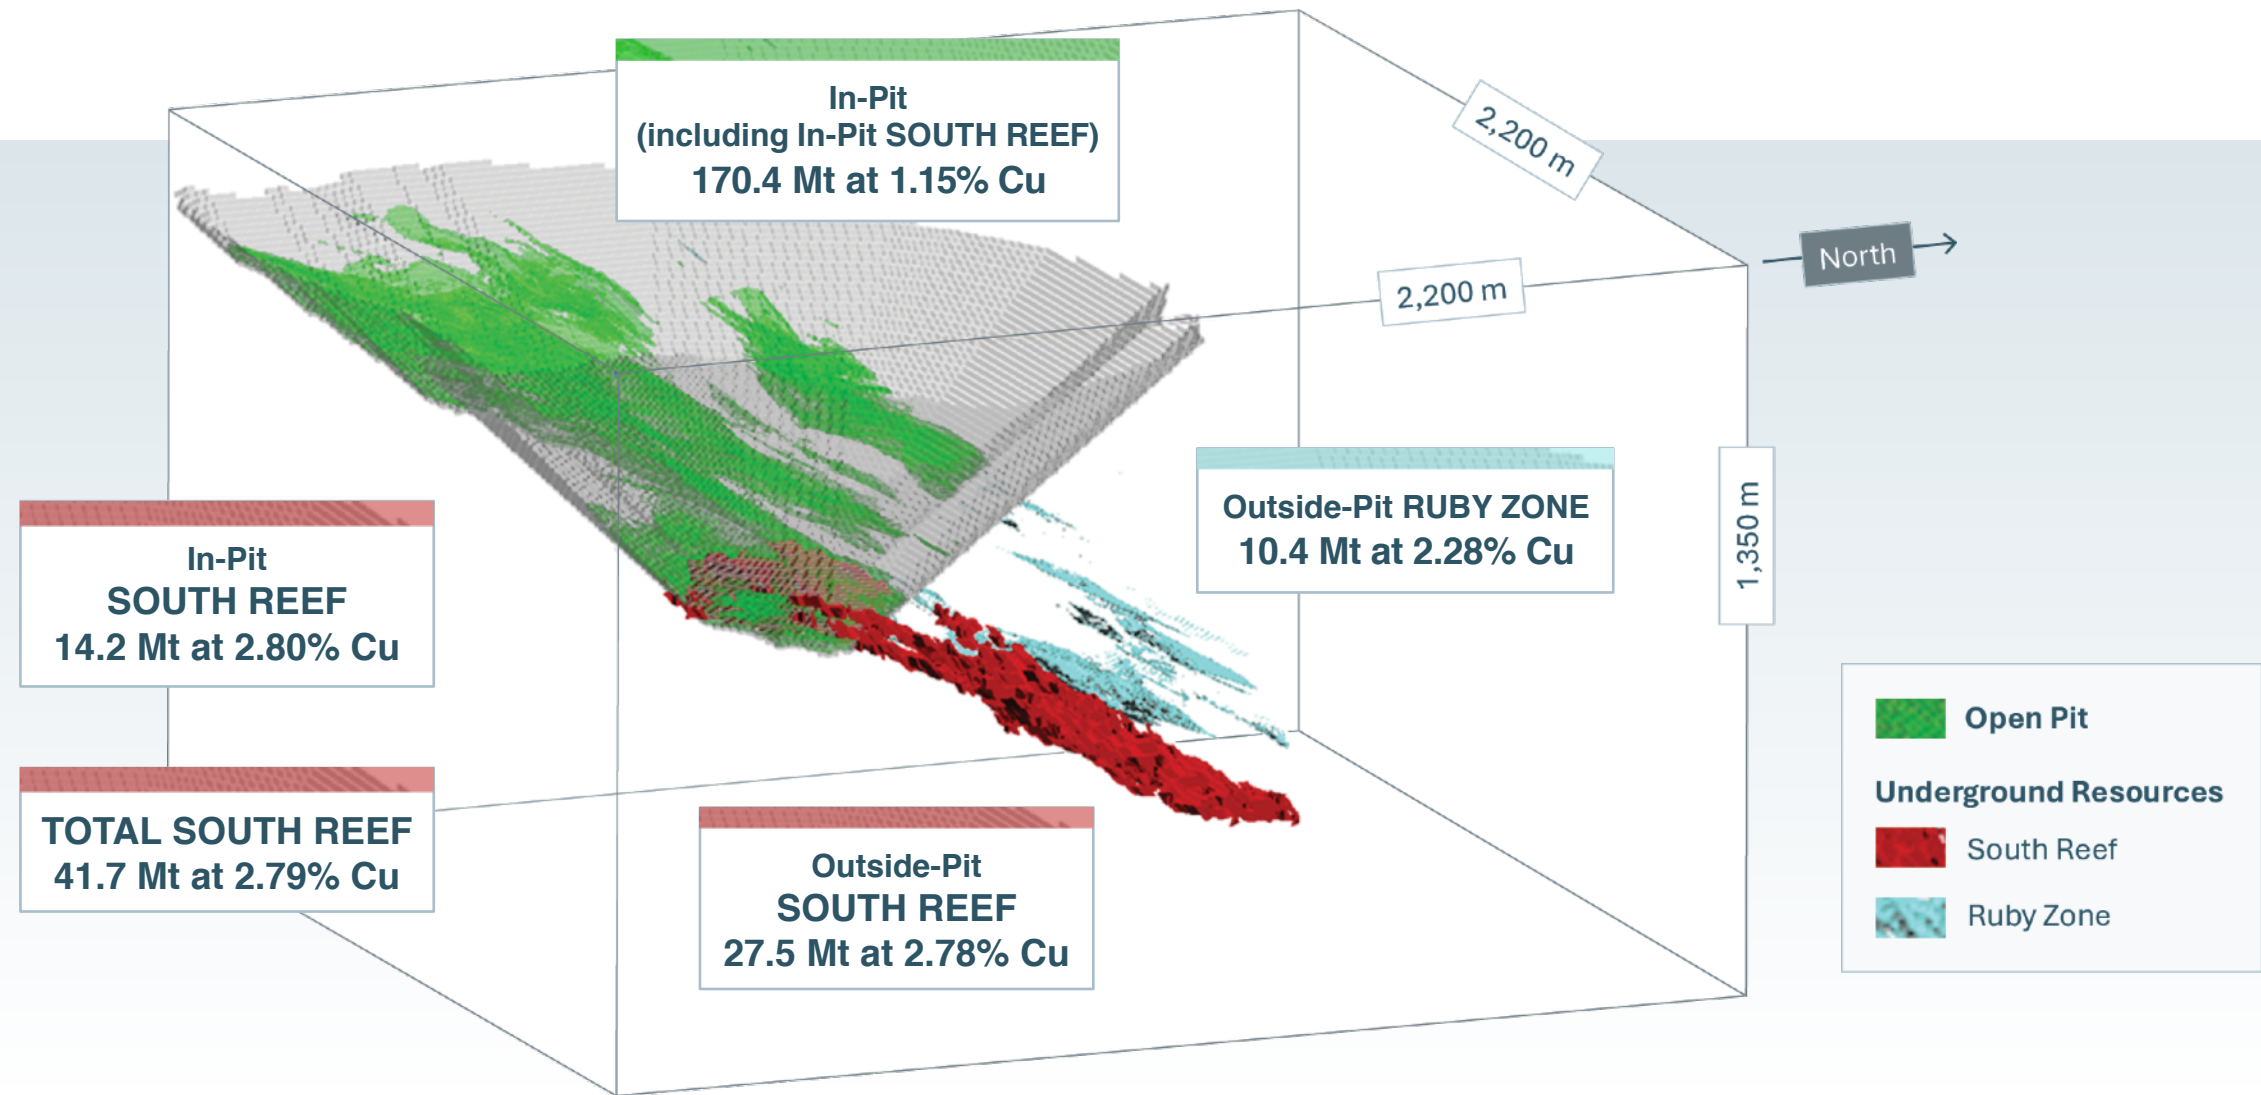 In-Pit
(including In-Pit SOUTH REEF)
170.4 Mt at 1.15% Cu
2,200 m
North
2,200 m
Outside-Pit RUBY ZONE
10.4 Mt at 2.28% Cu
1,350 m
In-Pit
SOUTH REEF
14.2 Mt at 2.80% Cu
TOTAL SOUTH REEF
41.7 Mt at 2.79% Cu
Outside-Pit
SOUTH REEF
27.5 Mt at 2.78% Cu
Open Pit
Underground Resources
South Reef
Ruby Zone